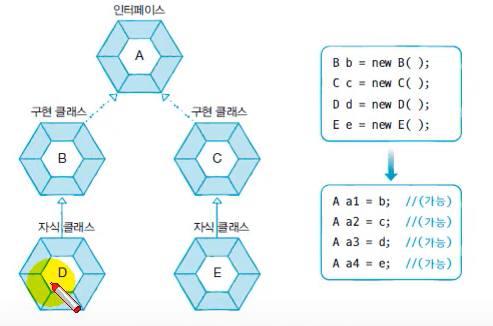 인터페이스
A
구현 클래스
구현 클래스
B
C
자식 클래스
자식 클래스
D
E
B b = new B( );
C c = new C( );
D d = new D( );
E e = new E( );
A a1 = b; //(가능)
A a2 = c; //(가능)
A a3 = d; //(가능)
A a4 = e; //(가능)